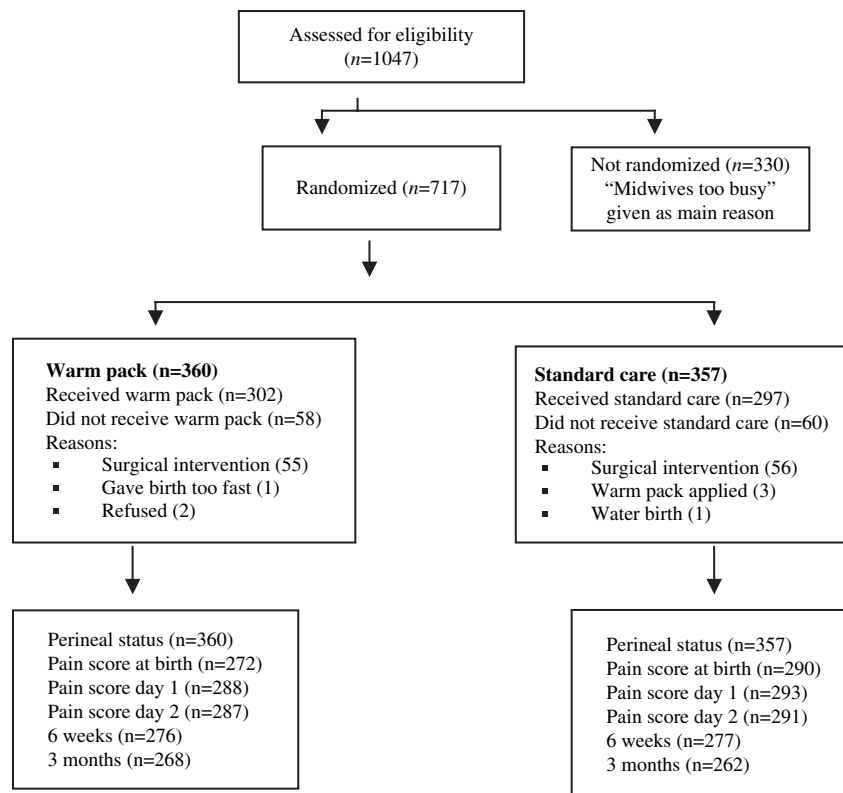 Assessed for eligibility
(n=1047)
Randomized (n=717)
Not randomized (n=330)
“Midwives too busy”
given as main reason
Warm pack (n=360)
Received warm pack (n=302)
Did not receive warm pack (n=58)
Reasons:
▪ Surgical intervention (55)
▪ Gave birth too fast (1)
▪ Refused (2)
Standard care (n=357)
Received standard care (n=297)
Did not receive standard care (n=60)
Reasons:
▪ Surgical intervention (56)
▪ Warm pack applied (3)
▪ Water birth (1)
Perineal status (n=360)
Pain score at birth (n=272)
Pain score day 1 (n=288)
Pain score day 2 (n=287)
6 weeks (n=276)
3 months (n=268)
Perineal status (n=357)
Pain score at birth (n=290)
Pain score day 1 (n=293)
Pain score day 2 (n=291)
6 weeks (n=277)
3 months (n=262)